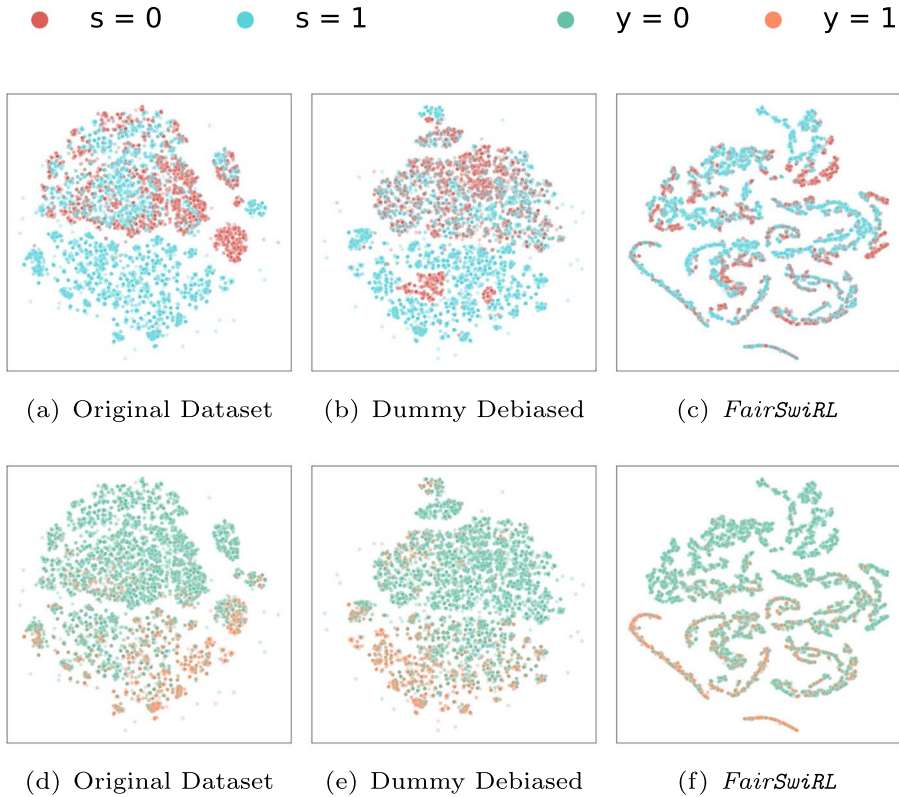 s = 0 s = 1 y = 0 y = 1
(a) Original Dataset (b) Dummy Debiased (c) FairSwiRL
(d) Original Dataset (e) Dummy Debiased (f) FairSwiRL